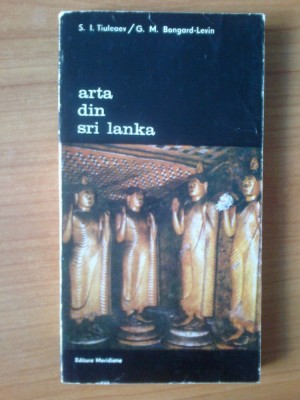 S. I. Tiuleaev / G. M. Bongard-Levin
arta
din
sri lanka
Editura Meridiane